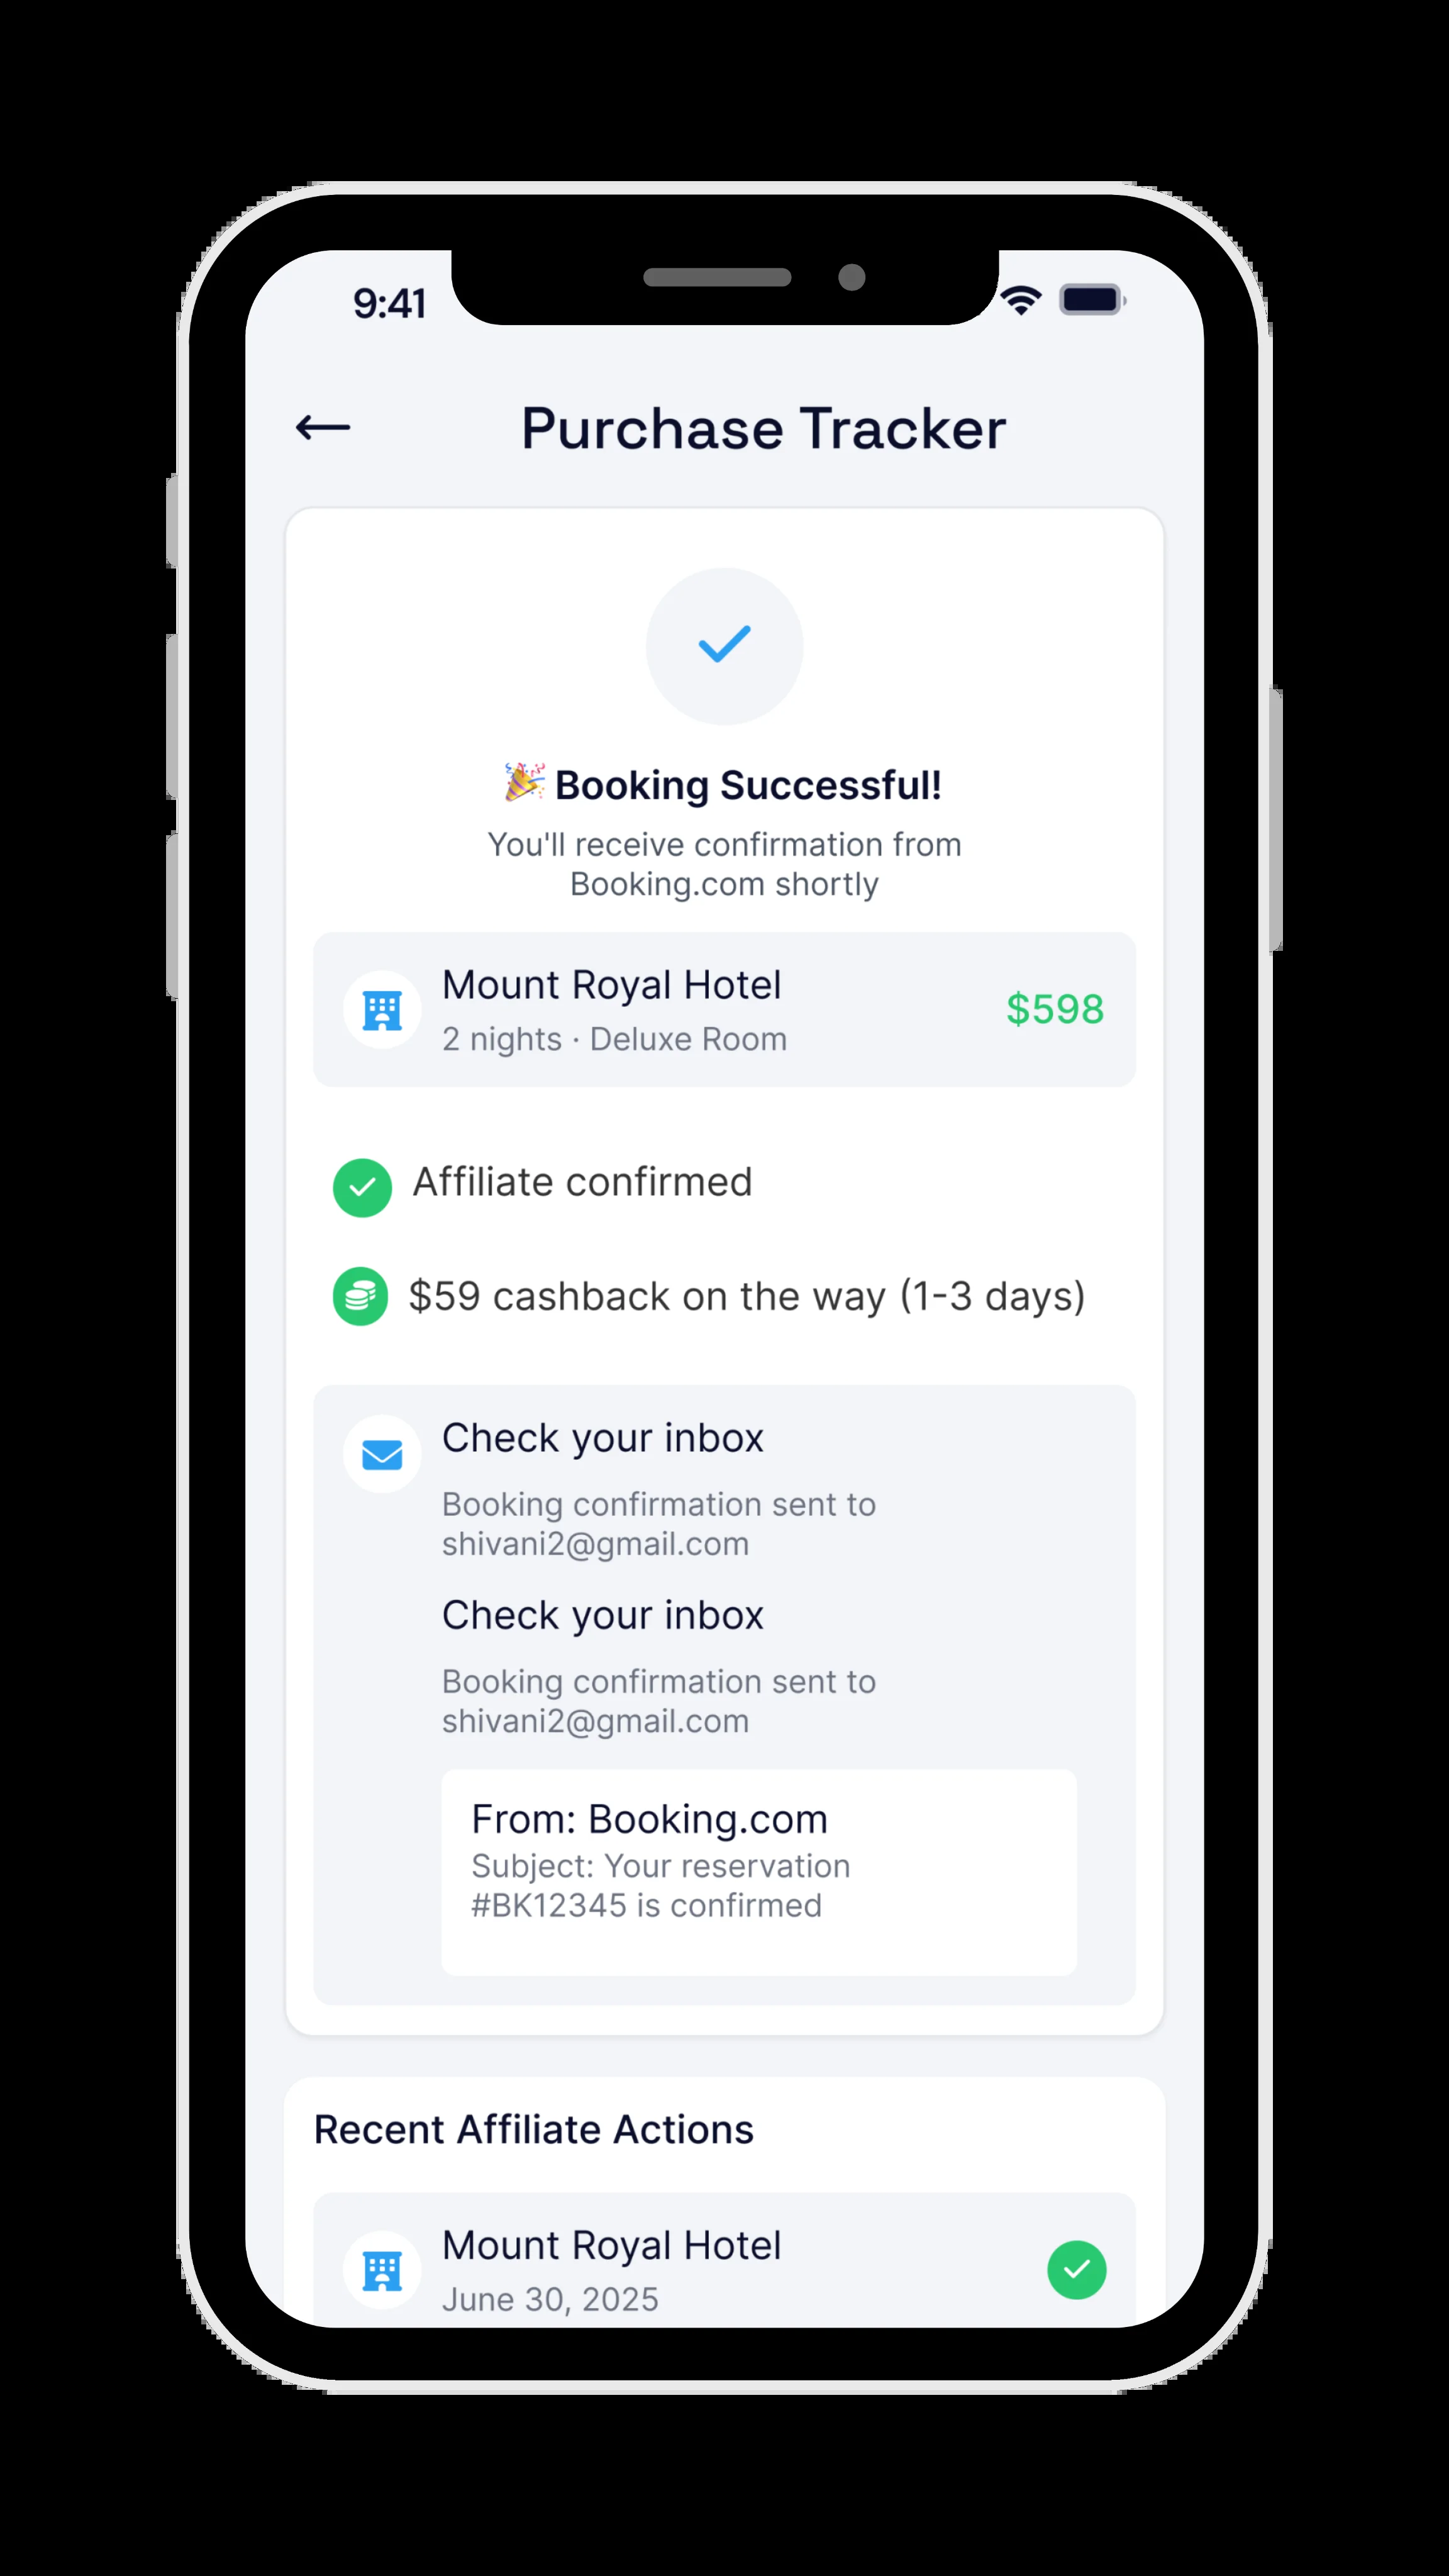 9:41
Purchase Tracker
🎉 Booking Successful!
You'll receive confirmation from
Booking.com shortly
Mount Royal Hotel
$598
2 nights · Deluxe Room
Affiliate confirmed
$59 cashback on the way (1-3 days)
Check your inbox
Booking confirmation sent to
shivani2@gmail.com
Check your inbox
Booking confirmation sent to
shivani2@gmail.com
From: Booking.com
Subject: Your reservation
#BK12345 is confirmed
Recent Affiliate Actions
Mount Royal Hotel
June 30, 2025